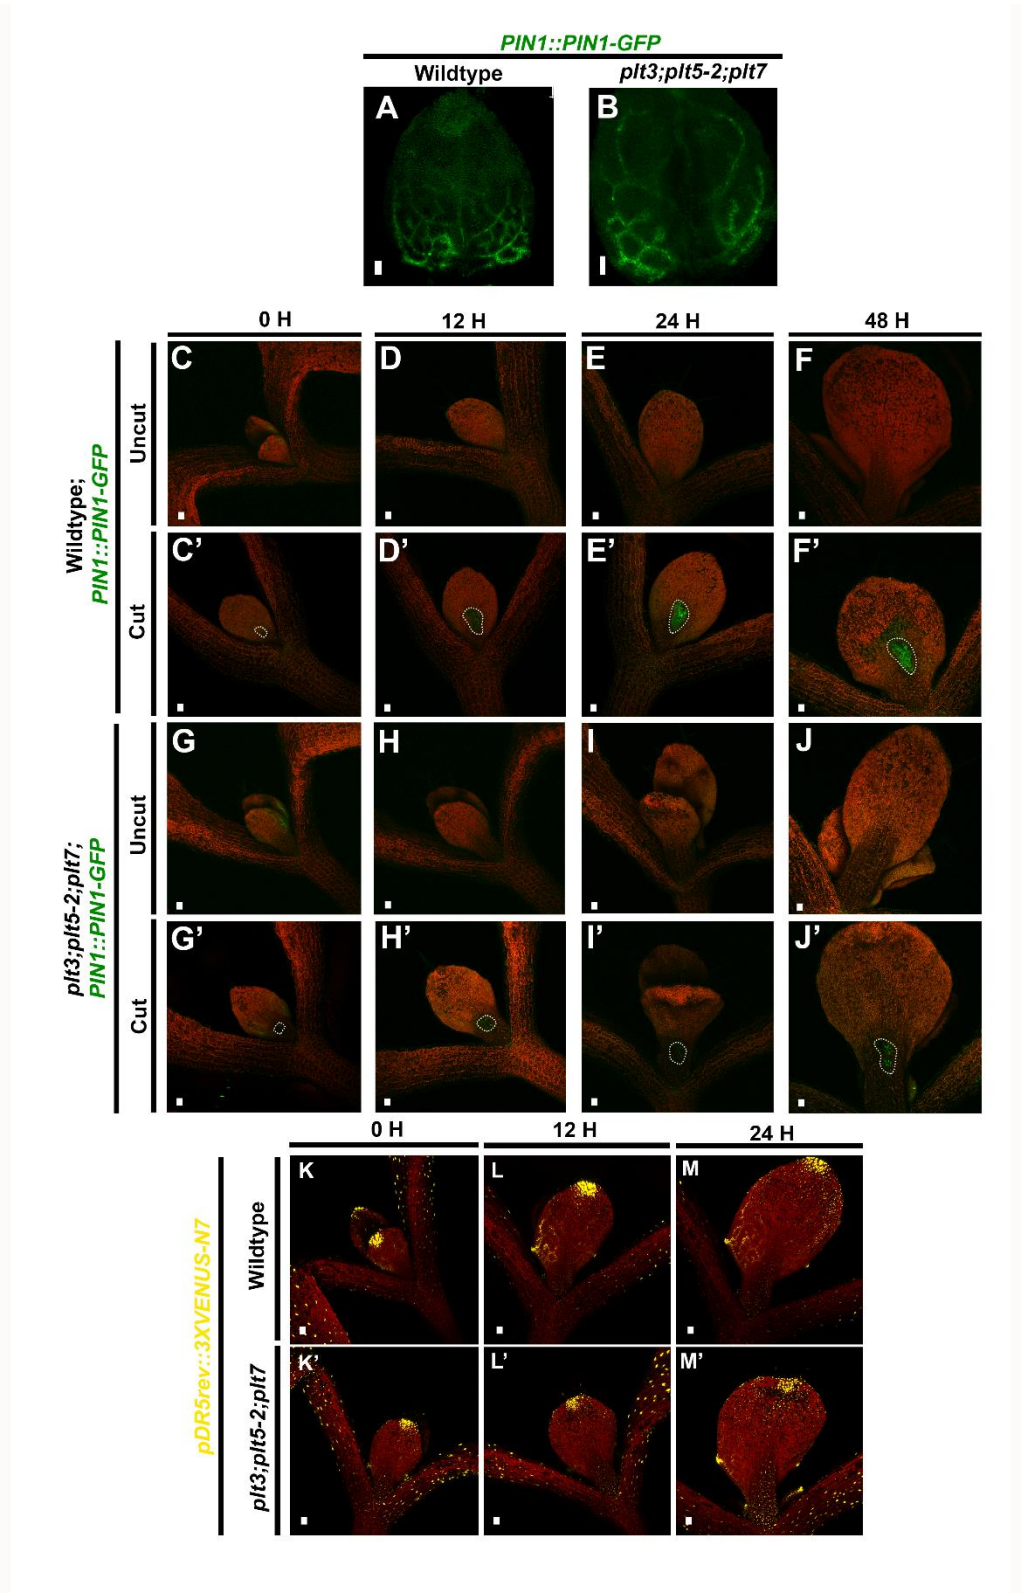 PIN1::PIN1-GFP
Wildtype
plt3;plt5-2;plt7
A
B
0 H
12 H
24 H
48 H
Wildtype;
PIN1::PIN1-GFP
Uncut
C
D
E
F
Cut
C’
D’
E’
F’
plt3;plt5-2;plt7;
PIN1::PIN1-GFP
Uncut
G
H
I
J
Cut
G’
H’
I’
J’
0 H
12 H
24 H
pDR5rev::3XVENUS-N7
Wildtype
K
L
M
plt3;plt5-2;plt7
K’
L’
M’